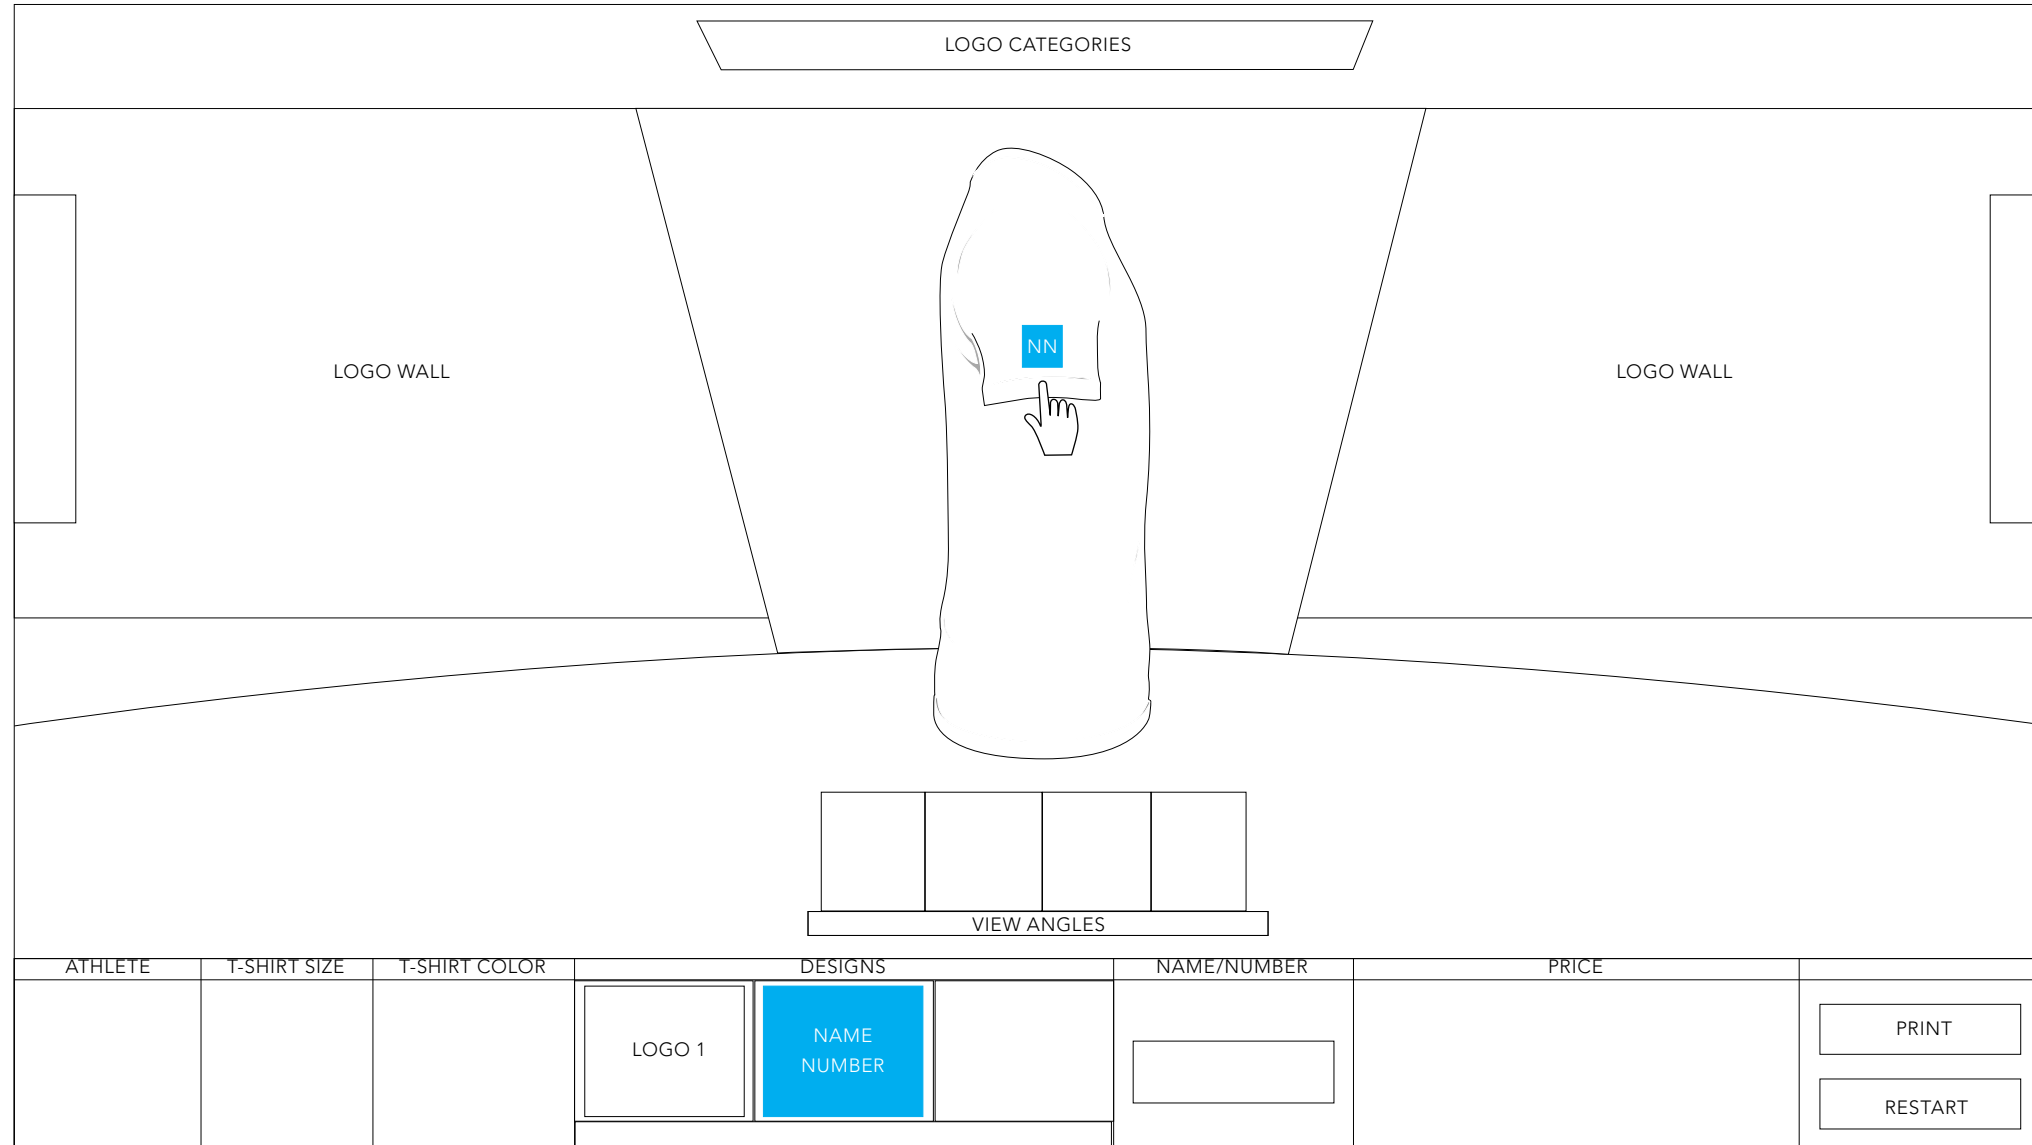 LOGO CATEGORIES
LOGO WALL
NN
LOGO WALL
VIEW ANGLES
ATHLETE
T-SHIRT SIZE
T-SHIRT COLOR
DESIGNS
NAME/NUMBER
PRICE
LOGO 1
NAME
NUMBER
PRINT
RESTART